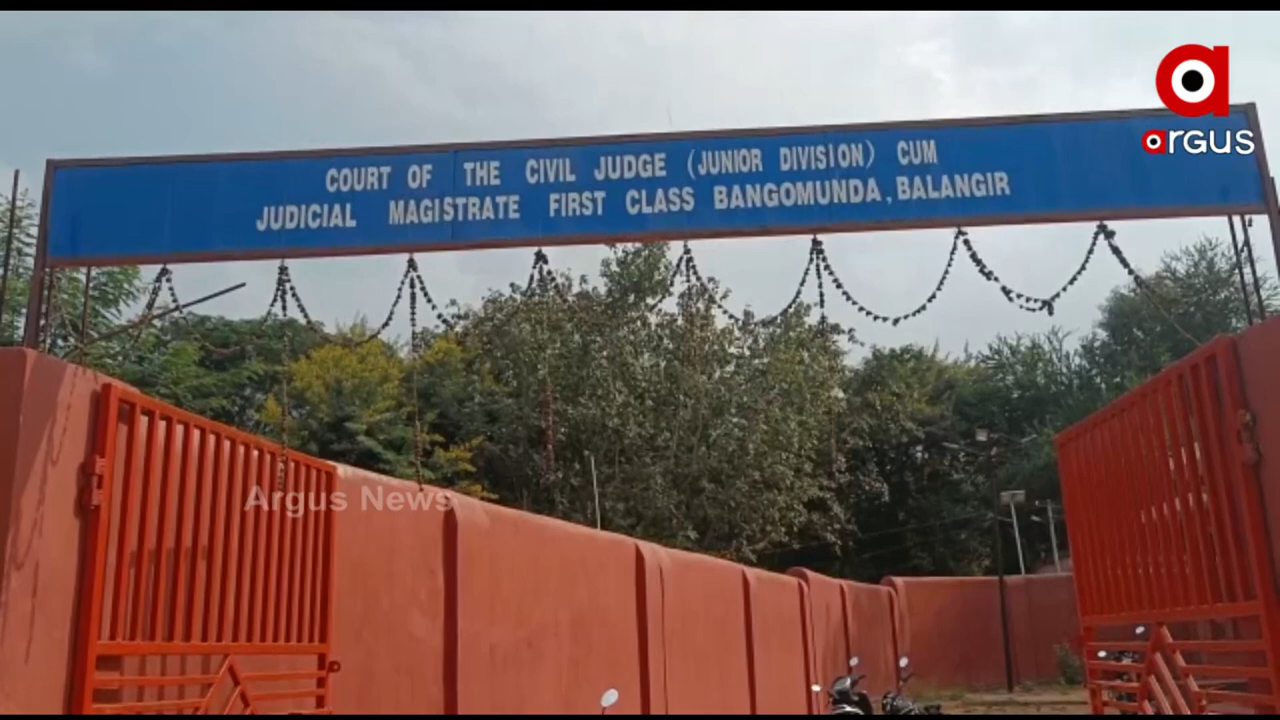 COURT OF THE CIVIL JUDGE (JUNIOR DIVISION) CUM
JUDICIAL MAGISTRATE FIRST CLASS BANGOMUNDA, BALANGIR
a
argus
Argus News